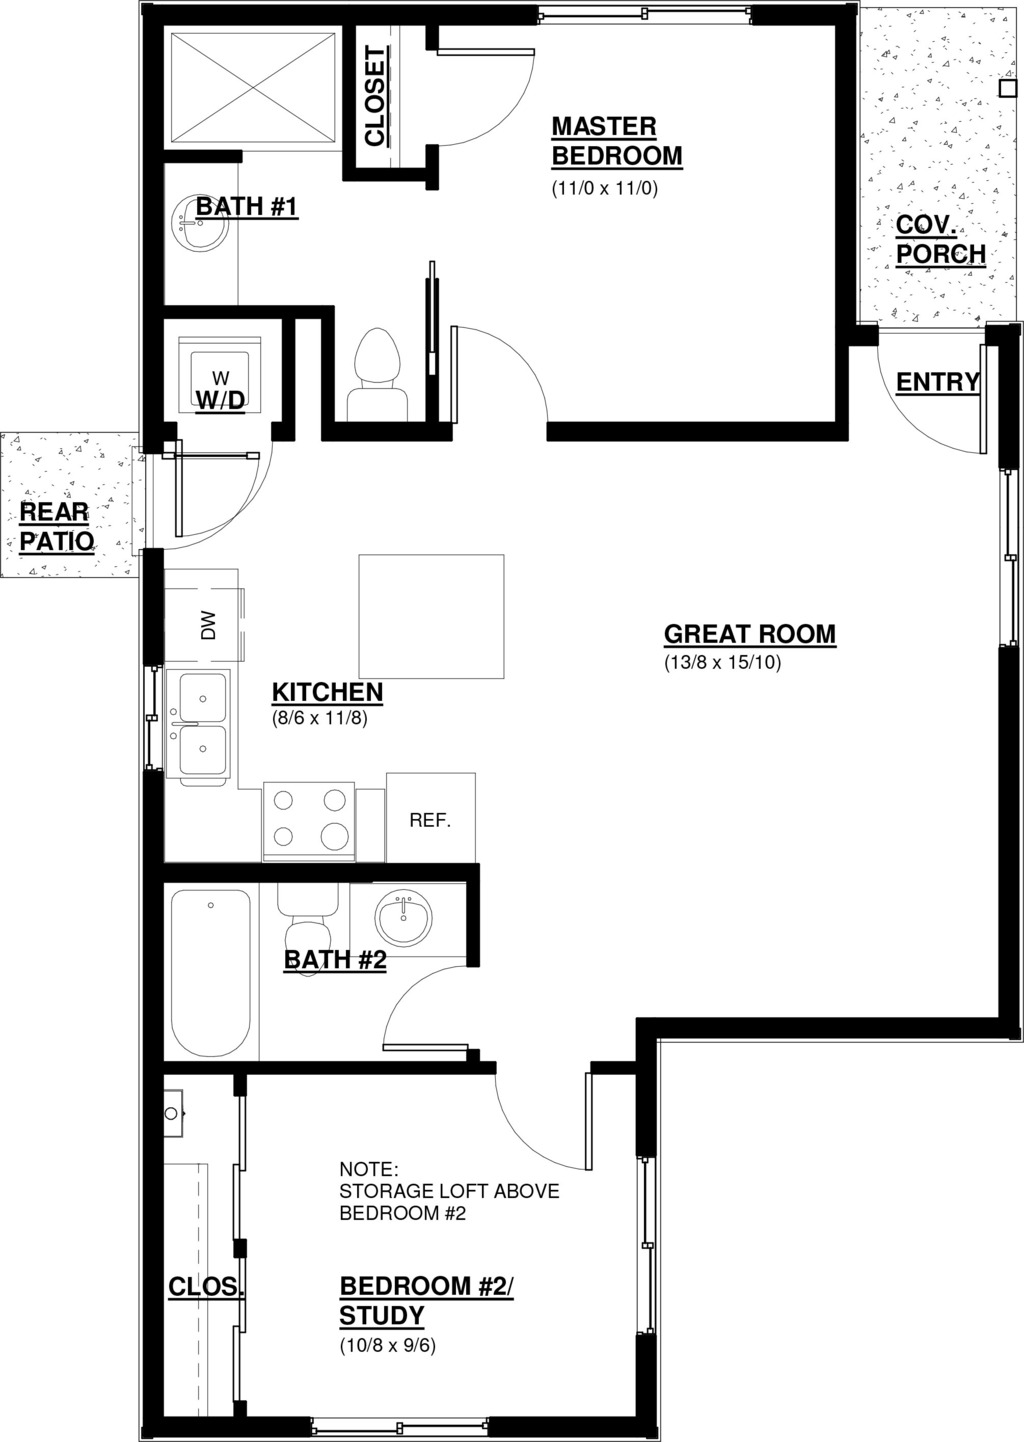 CLOSET
MASTER
BEDROOM
(11/0 x 11/0)
BATH #1
COV.
PORCH
W
W/D
ENTRY
REAR
PATIO
DW
GREAT ROOM
(13/8 x 15/10)
KITCHEN
(8/6 x 11/8)
REF.
BATH #2
NOTE:
STORAGE LOFT ABOVE
BEDROOM #2
CLOS.
BEDROOM #2/
STUDY
(10/8 x 9/6)